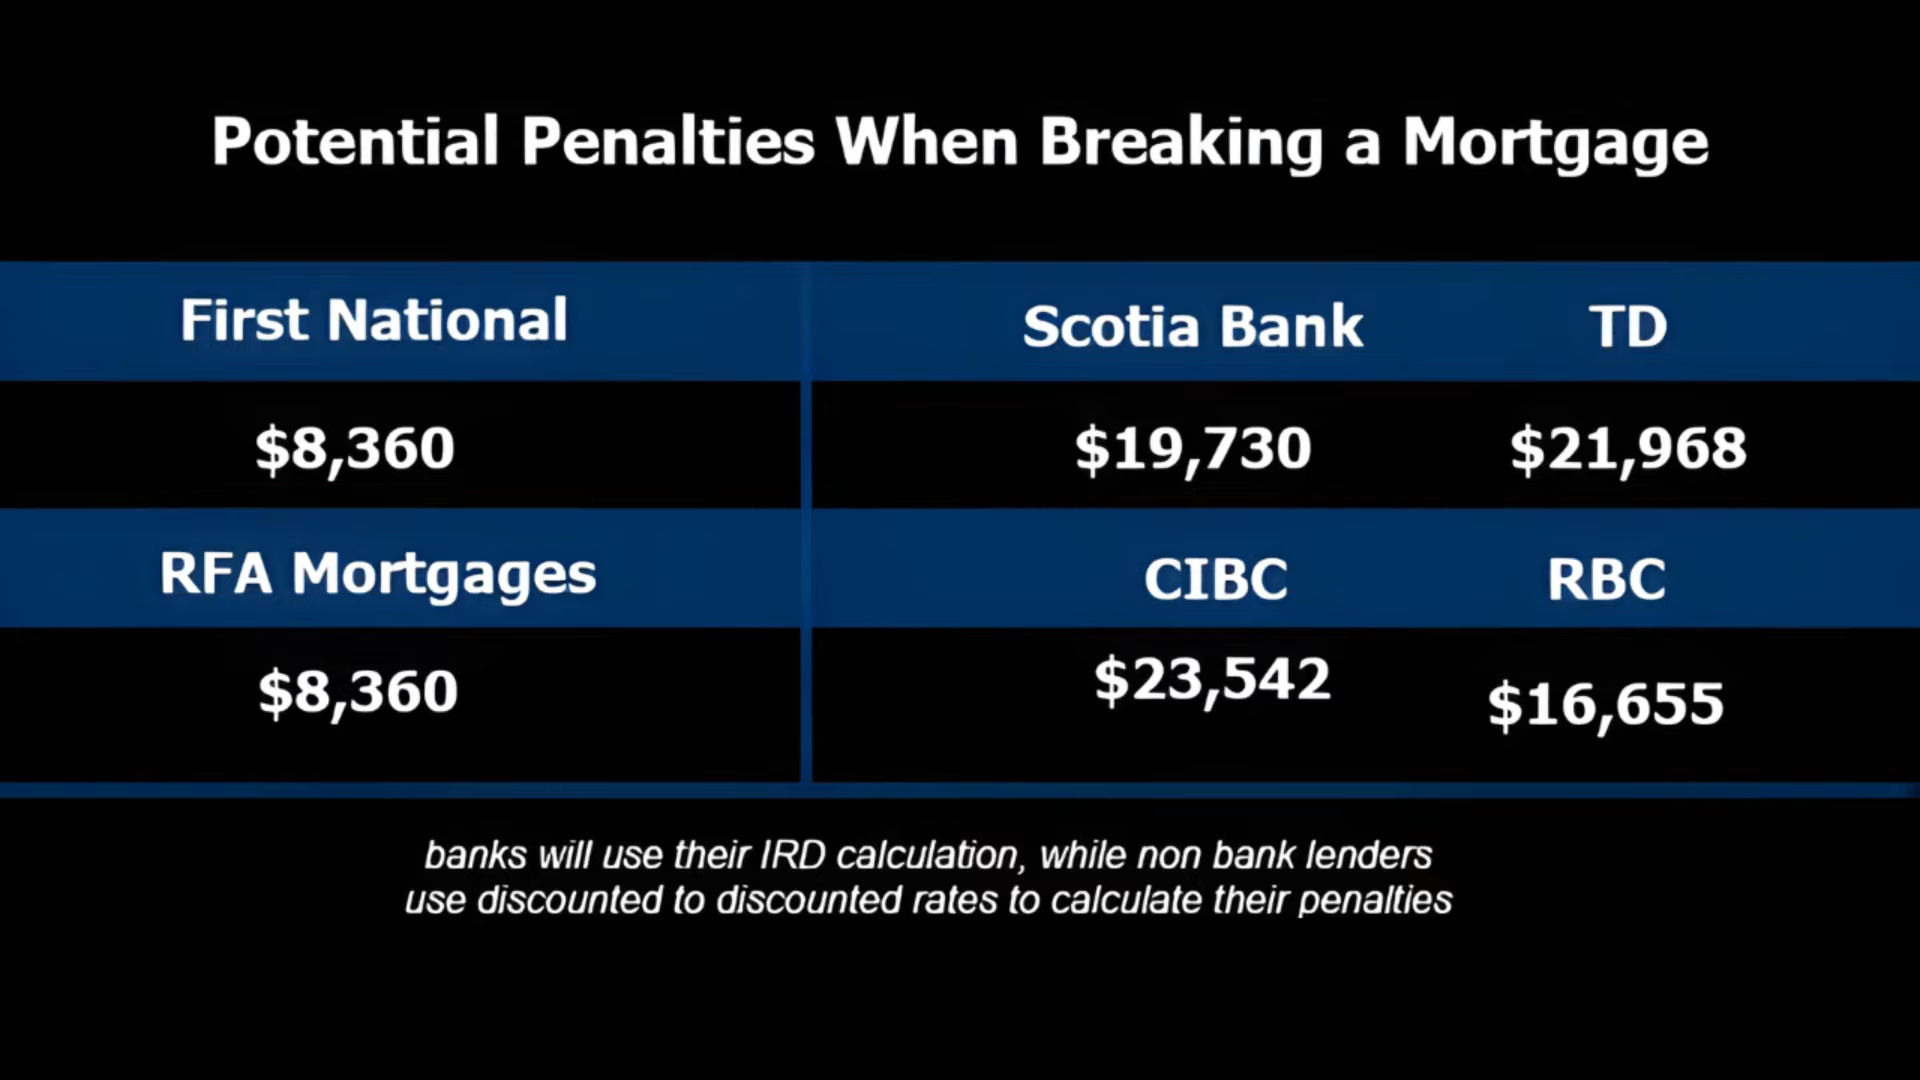 Potential Penalties When Breaking a Mortgage
First National
Scotia Bank
TD
$8,360
$19,730
$21,968
RFA Mortgages
CIBC
RBC
$8,360
$23,542
$16,655
banks will use their IRD calculation, while non bank lenders
use discounted to discounted rates to calculate their penalties